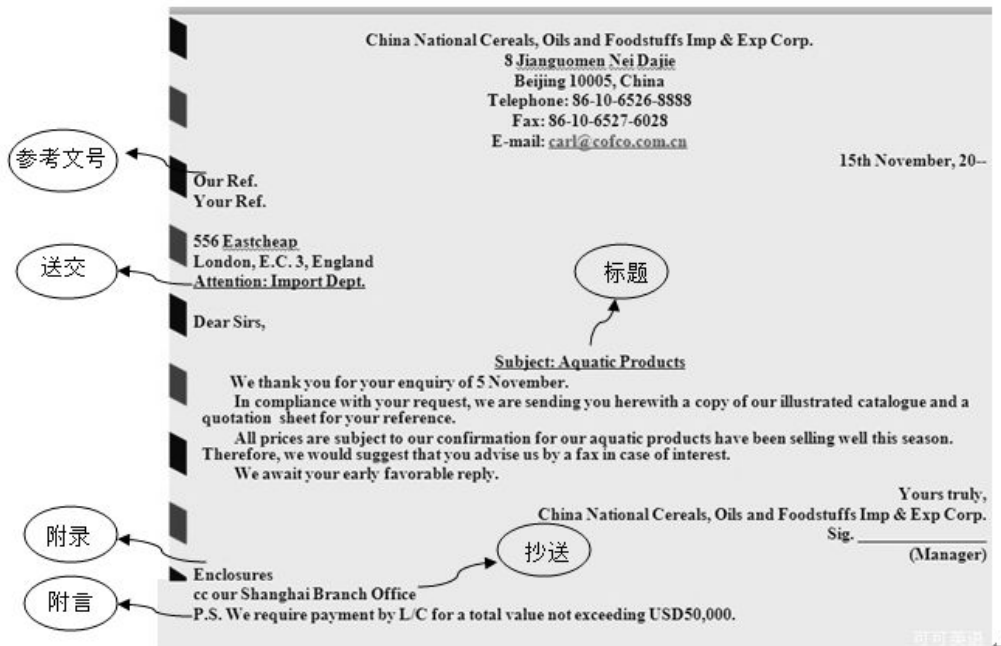 China National Cereals, Oils and Foodstuffs Imp & Exp Corp.
8 Jianguomen Nei Dajie
Beijing 10005, China
Telephone: 86-10-6526-8888
Fax: 86-10-6527-6028
E-mail: carl@cofco.com.cn
15th November, 20--
参考文号
Our Ref.
Your Ref.
556 Eastcheap
London, E.C. 3, England
送交
Attention: Import Dept.
标题
Dear Sirs,
Subject: Aquatic Products
We thank you for your enquiry of 5 November.
In compliance with your request, we are sending you herewith a copy of our illustrated catalogue and a
quotation sheet for your reference.
All prices are subject to our confirmation for our aquatic products have been selling well this season.
Therefore, we would suggest that you advise us by a fax in case of interest.
We await your early favorable reply.
Yours truly,
China National Cereals, Oils and Foodstuffs Imp & Exp Corp.
Sig.
(Manager)
附录
抄送
Enclosures
cc our Shanghai Branch Office
附言
P.S. We require payment by L/C for a total value not exceeding USD50,000.
可可英语